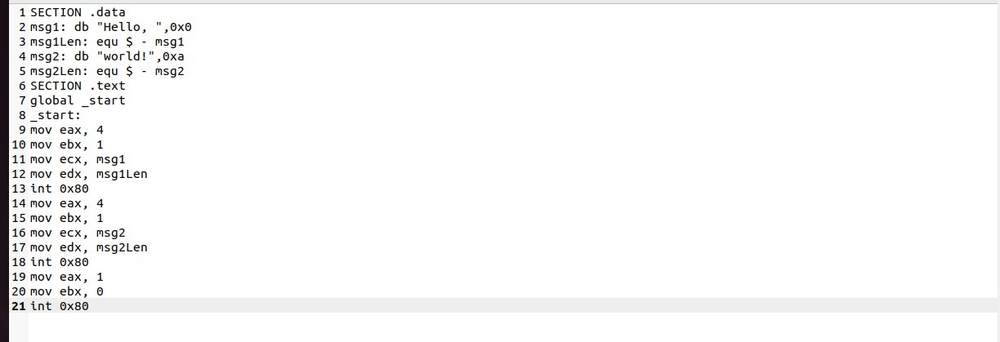 1 SECTION .data
2 msg1: db "Hello, ",0x0
3 msg1Len: equ $ - msg1
4 msg2: db "world!",0xa
5 msg2Len: equ $ - msg2
6 SECTION .text
7 global _start
8 _start:
9 mov eax, 4
10 mov ebx, 1
11 mov ecx, msg1
12 mov edx, msg1Len
13 int 0x80
14 mov eax, 4
15 mov ebx, 1
16 mov ecx, msg2
17 mov edx, msg2Len
18 int 0x80
19 mov eax, 1
20 mov ebx, 0
21 int 0x80